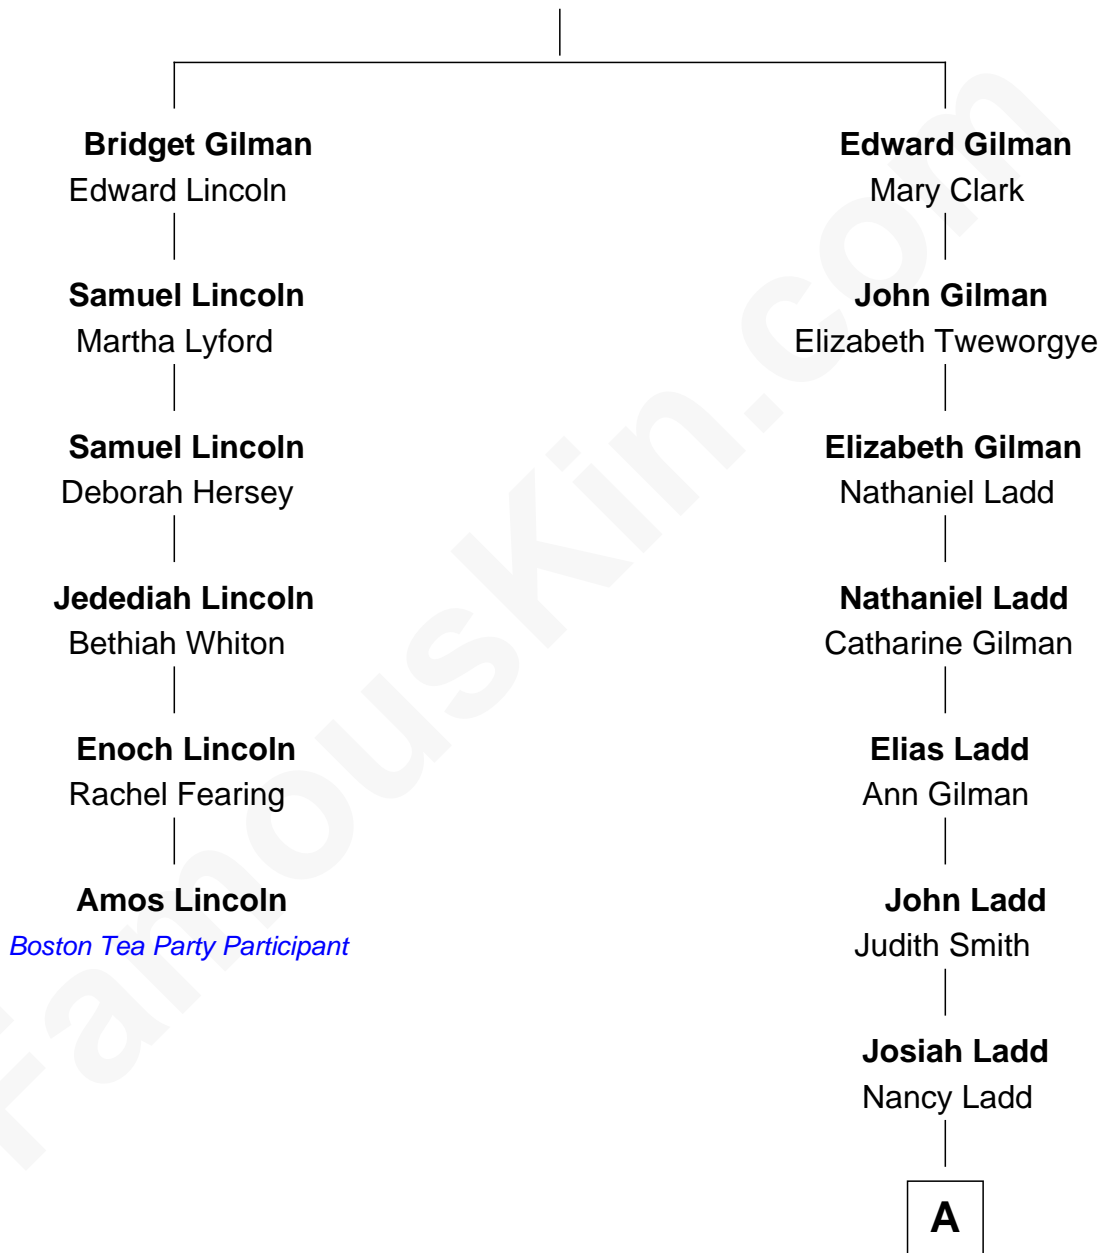 Bridget Gilman
Edward Lincoln
Samuel Lincoln
Martha Lyford
Samuel Lincoln
Deborah Hersey
Jedediah Lincoln
Bethiah Whiton
Enoch Lincoln
Rachel Fearing
Amos Lincoln
Boston Tea Party Participant
Edward Gilman
Mary Clark
John Gilman
Elizabeth Tweworgye
Elizabeth Gilman
Nathaniel Ladd
Nathaniel Ladd
Catharine Gilman
Elias Ladd
Ann Gilman
John Ladd
Judith Smith
Josiah Ladd
Nancy Ladd
A
FamousKin.com